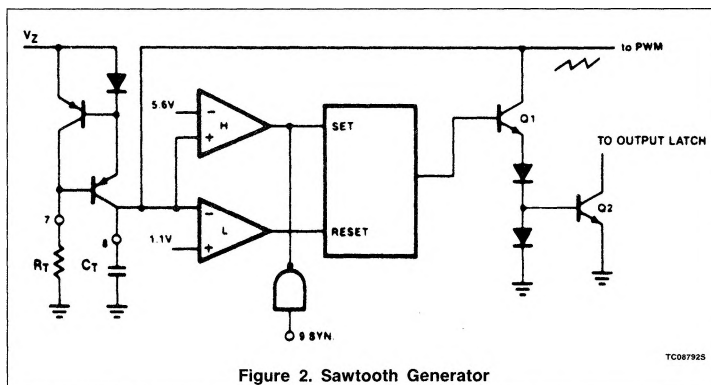 VZ
to PWM
5.6V
−
H
+
SET
Q1
TO OUTPUT LATCH
7
8
−
L
+
1.1V
RESET
Q2
RT
CT
9 SYN.
TC08792S
Figure 2. Sawtooth Generator